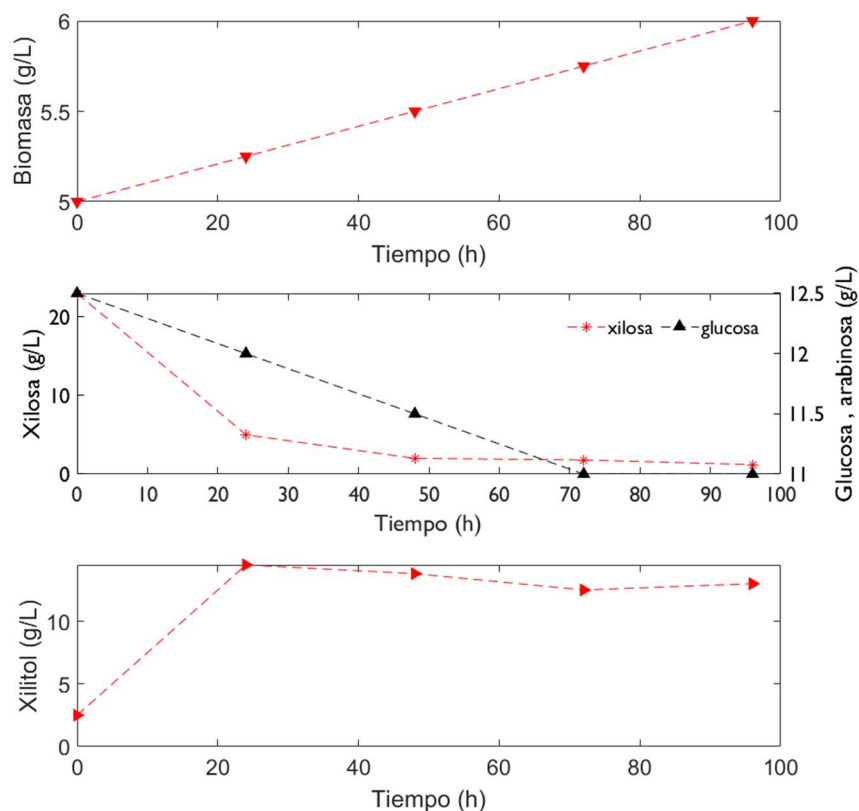 Biomasa (g/L)
6
5.5
5
0 20 40 60 80 100
Tiempo (h)
Xilosa (g/L)
20
10
0
xilosa glucosa
12.5
12
11.5
11
Glucosa , arabinosa (g/L)
0 10 20 30 40 50 60 70 80 90 100
Tiempo (h)
Xilitol (g/L)
10
5
0
0 20 40 60 80 100
Tiempo (h)